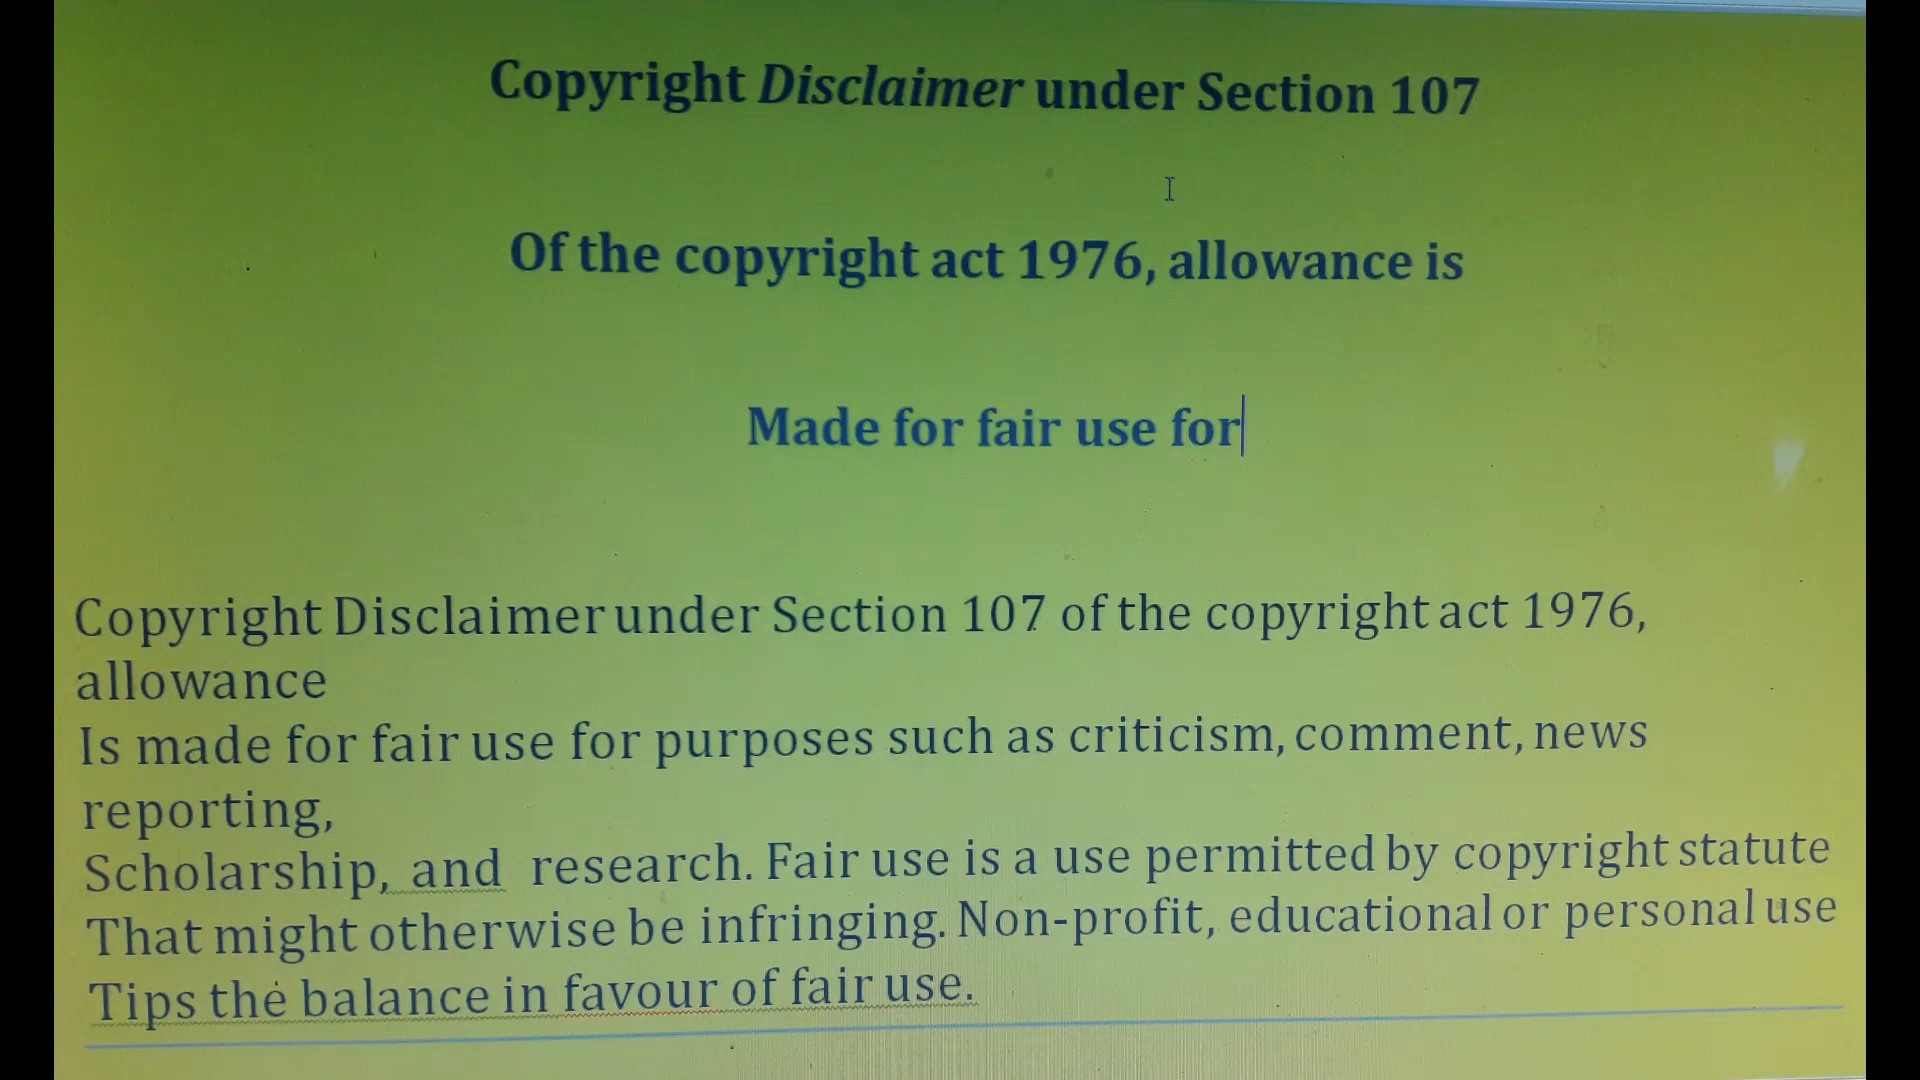 Copyright Disclaimer under Section 107
Of the copyright act 1976, allowance is
Made for fair use for
Copyright Disclaimer under Section 107 of the copyright act 1976,
allowance
Is made for fair use for purposes such as criticism, comment, news
reporting,
Scholarship, and research. Fair use is a use permitted by copyright statute
That might otherwise be infringing. Non-profit, educational or personal use
Tips the balance in favour of fair use.